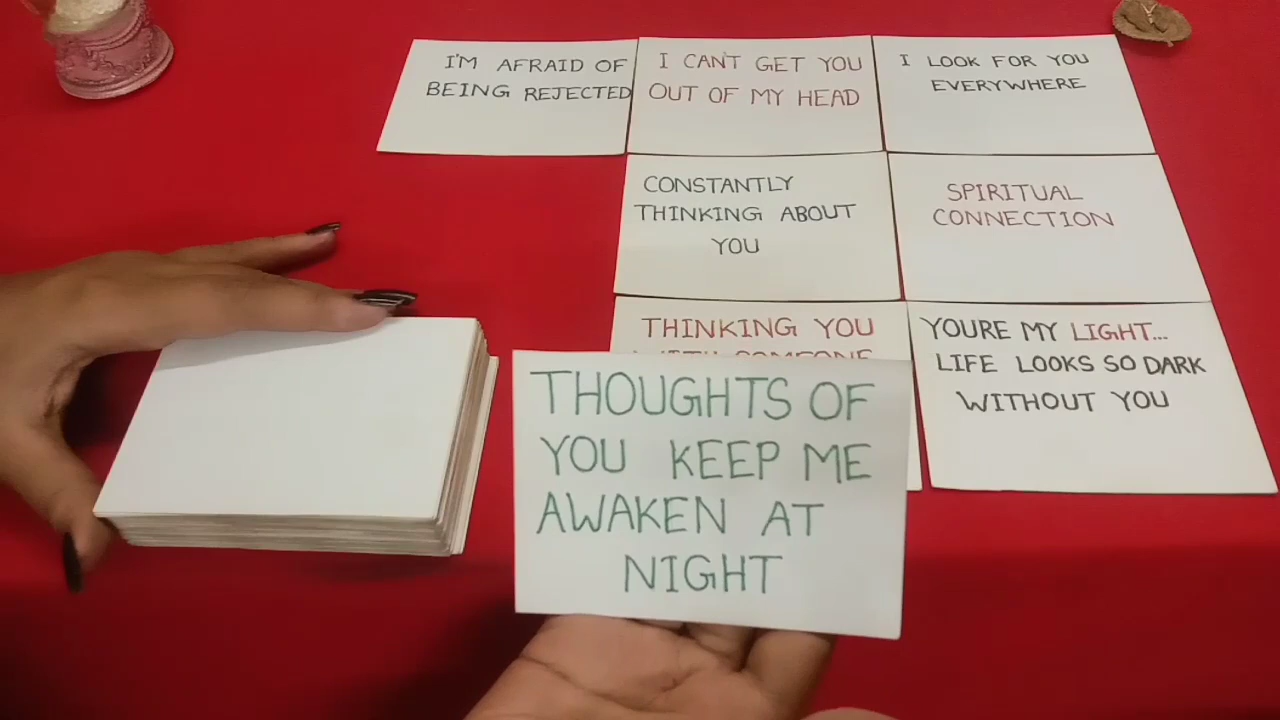 I'M AFRAID OF
BEING REJECTED
I CAN'T GET YOU
OUT OF MY HEAD
I LOOK FOR YOU
EVERYWHERE
CONSTANTLY
THINKING ABOUT
YOU
SPIRITUAL
CONNECTION
THINKING YOU
WITH SOMEONE
YOURE MY LIGHT...
LIFE LOOKS SO DARK
WITHOUT YOU
THOUGHTS OF
YOU KEEP ME
AWAKEN AT
NIGHT